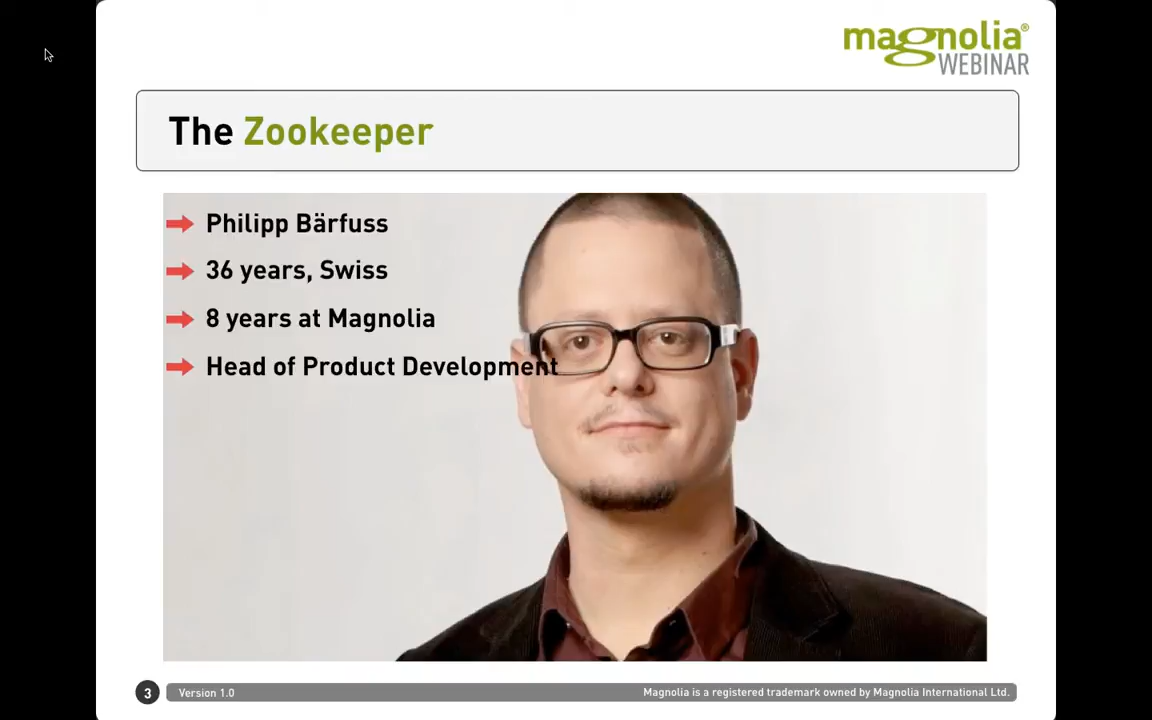 magnolia®
WEBINAR
The Zookeeper
Philipp Bärfuss
36 years, Swiss
8 years at Magnolia
Head of Product Development
3
Version 1.0
Magnolia is a registered trademark owned by Magnolia International Ltd.